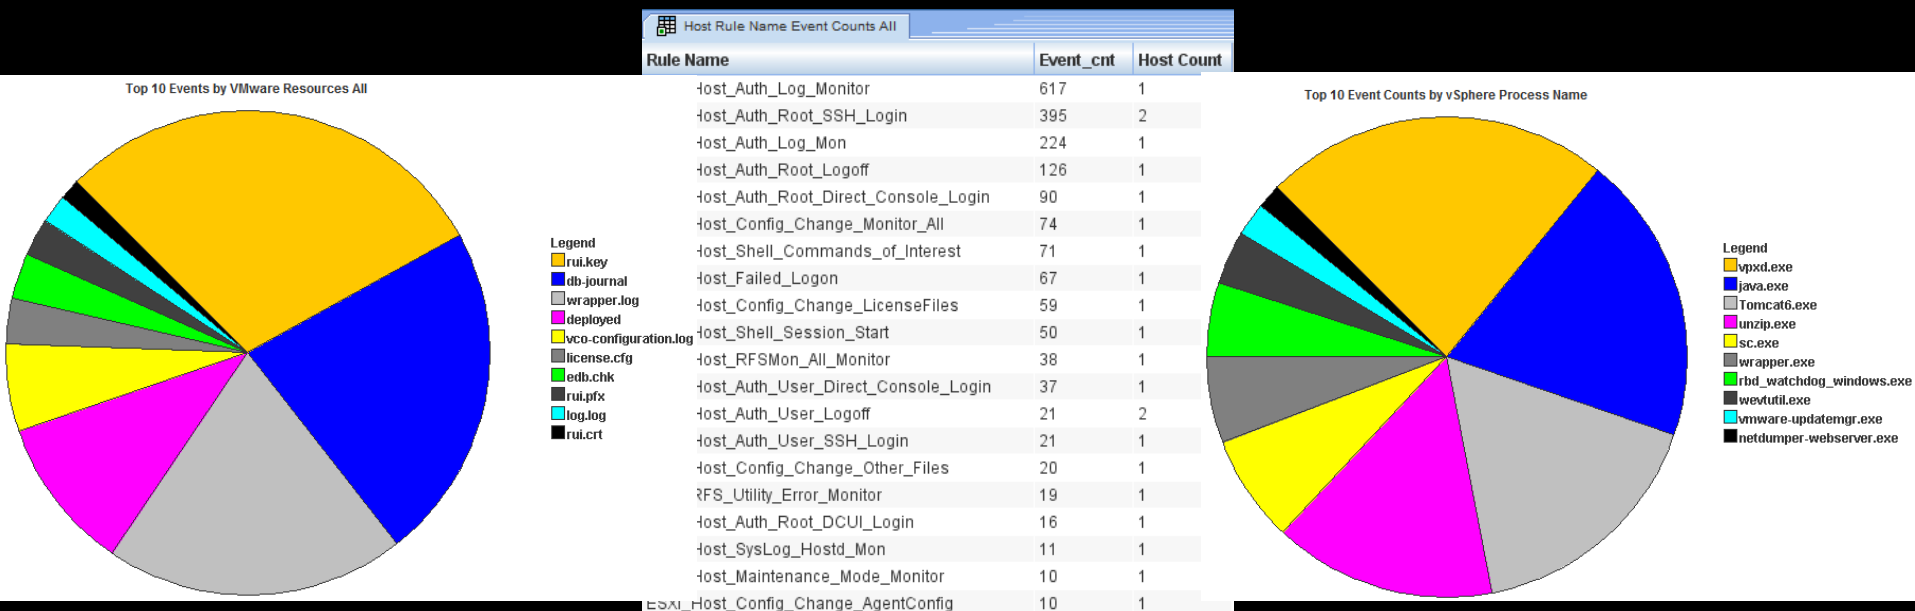 Host Rule Name Event Counts All
Rule Name Event_cnt Host Count
Host_Auth_Log_Monitor 617 1
Host_Auth_Root_SSH_Login 395 2
Host_Auth_Log_Mon 224 1
Host_Auth_Root_Logoff 126 1
Host_Auth_Root_Direct_Console_Login 90 1
Host_Config_Change_Monitor_All 74 1
Host_Shell_Commands_of_Interest 71 1
Host_Failed_Logon 67 1
Host_Config_Change_LicenseFiles 59 1
Host_Shell_Session_Start 50 1
Host_RFSMon_All_Monitor 38 1
Host_Auth_User_Direct_Console_Login 37 1
Host_Auth_User_Logoff 21 2
Host_Auth_User_SSH_Login 21 1
Host_Config_Change_Other_Files 20 1
RFS_Utility_Error_Monitor 19 1
Host_Auth_Root_DCUI_Login 16 1
Host_SysLog_Hostd_Mon 11 1
Host_Maintenance_Mode_Monitor 10 1
ESXi_Host_Config_Change_AgentConfig 10 1
Top 10 Events by VMware Resources All
Legend
rui.key
db-journal
wrapper.log
deployed
vco-configuration.log
license.cfg
edb.chk
rui.pfx
log.log
rui.crt
Top 10 Event Counts by vSphere Process Name
Legend
vpxd.exe
java.exe
Tomcat6.exe
unzip.exe
sc.exe
wrapper.exe
rbd_watchdog_windows.exe
wevtutil.exe
vmware-updatemgr.exe
netdumper-webserver.exe